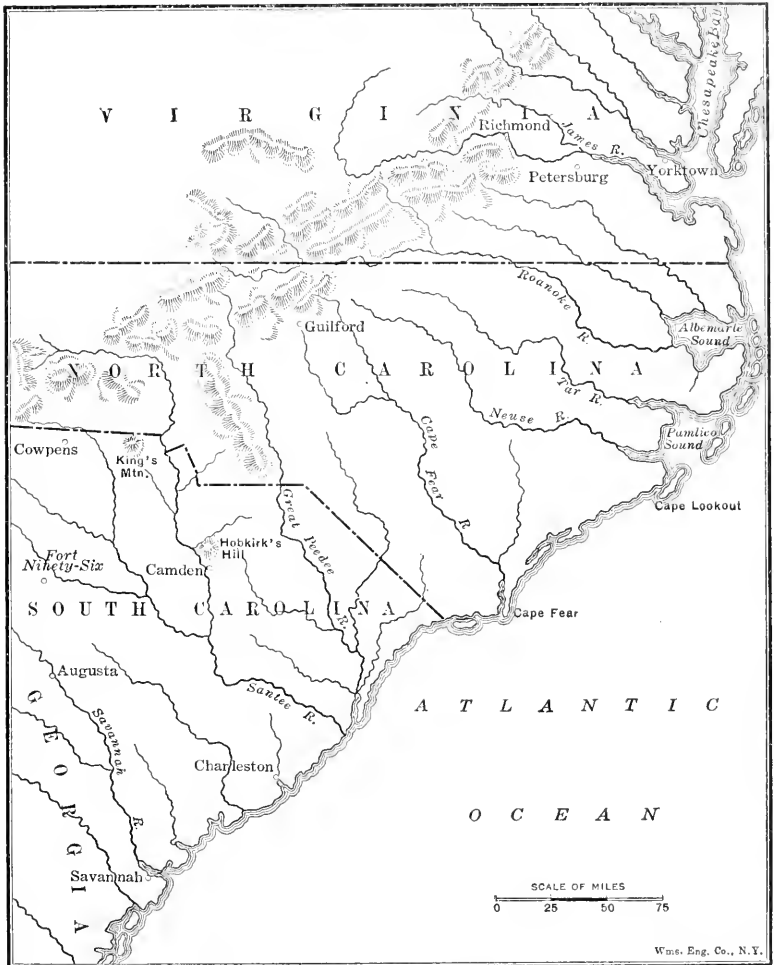 Chesapeake Bay
VIRGINIA
Richmond
James R.
Petersburg
Yorktown
Roanoke R.
Albemarle
Sound
Guilford
NORTH CAROLINA
Tar R.
Neuse R.
Pamlico
Sound
Cowpens
King's
Mtn.
Cape Fear R.
Cape Lookout
Great Peedee R.
Hobkirk's
Hill
Fort
Ninety-Six
Camden
SOUTH CAROLINA
Cape Fear
Augusta
Santee R.
ATLANTIC
GEORGIA
Savannah R.
Charleston
OCEAN
Savannah
SCALE OF MILES
0 25 50 75
Wms. Eng. Co., N.Y.